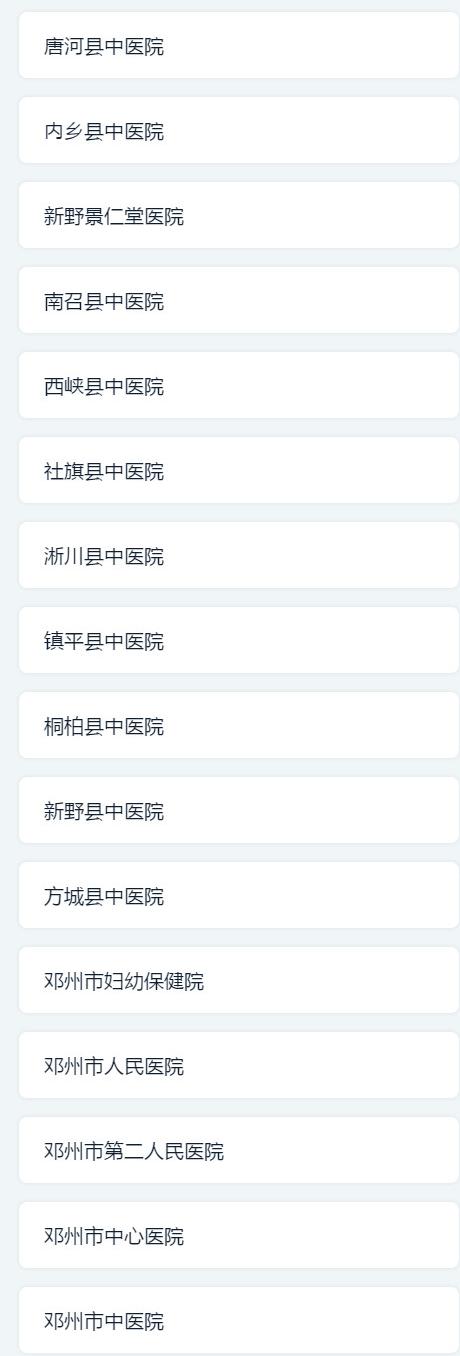 唐河县中医院
内乡县中医院
新野景仁堂医院
南召县中医院
西峡县中医院
社旗县中医院
淅川县中医院
镇平县中医院
桐柏县中医院
新野县中医院
方城县中医院
邓州市妇幼保健院
邓州市人民医院
邓州市第二人民医院
邓州市中心医院
邓州市中医院